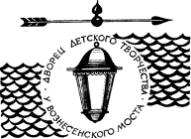 ДВОРЕЦ ДЕТСКОГО ТВОРЧЕСТВА
У ВОЗНЕСЕНСКОГО МОСТА